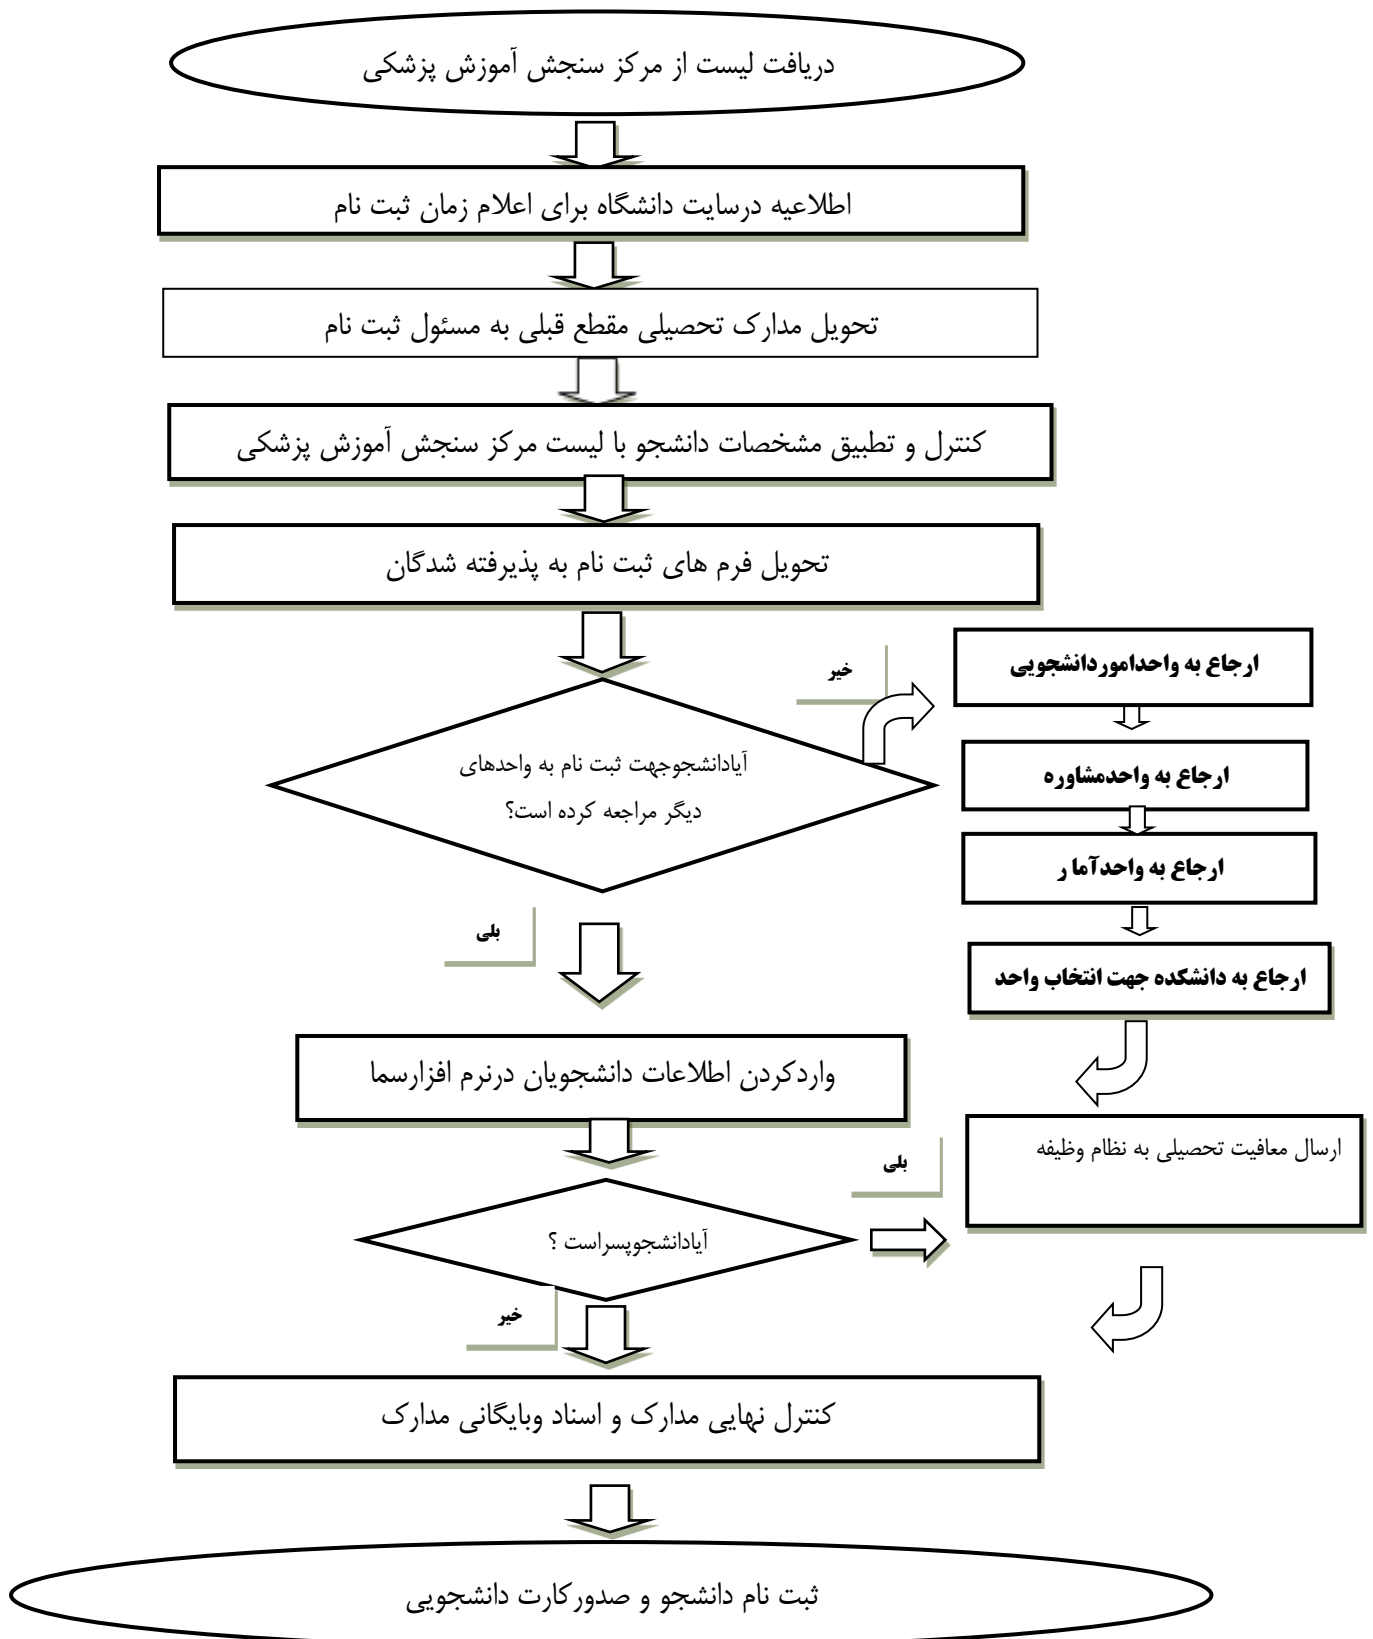 دریافت لیست از مرکز سنجش آموزش پزشکی
اطلاعیه درسایت دانشگاه برای اعلام زمان ثبت نام
تحویل مدارک تحصیلی مقطع قبلی به مسئول ثبت نام
کنترل و تطبیق مشخصات دانشجو با لیست مرکز سنجش آموزش پزشکی
تحویل فرم های ثبت نام به پذیرفته شدگان
خیر
ارجاع به واحداموردانشجویی
آیادانشجوجهت ثبت نام به واحدهای
دیگر مراجعه کرده است؟
ارجاع به واحدمشاوره
ارجاع به واحدآما ر
بلی
ارجاع به دانشکده جهت انتخاب واحد
واردکردن اطلاعات دانشجویان درنرم افزارسما
بلی
ارسال معافیت تحصیلی به نظام وظیفه
آیادانشجوپسراست ؟
خیر
کنترل نهایی مدارک و اسناد وبایگانی مدارک
ثبت نام دانشجو و صدورکارت دانشجویی